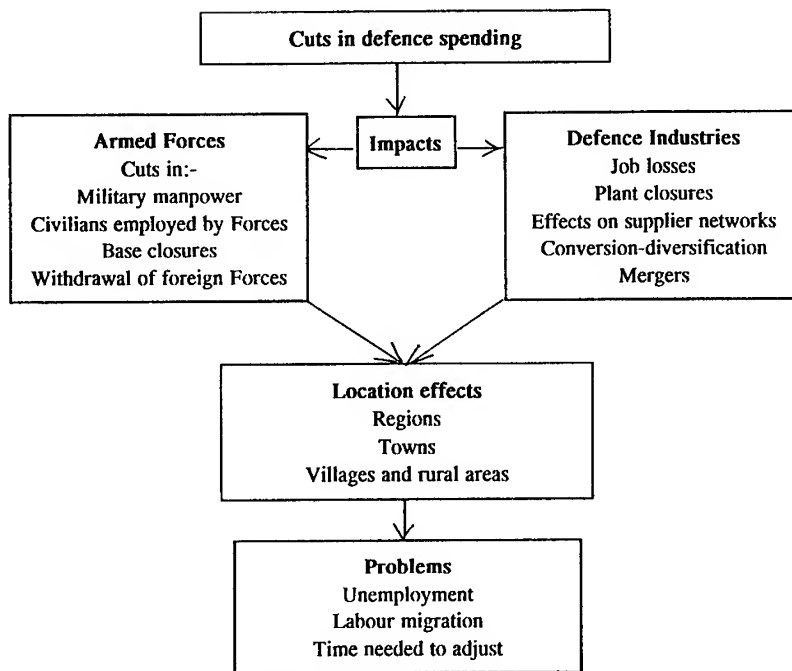 Cuts in defence spending
Impacts
Armed Forces
Cuts in:-
Military manpower
Civilians employed by Forces
Base closures
Withdrawal of foreign Forces
Defence Industries
Job losses
Plant closures
Effects on supplier networks
Conversion-diversification
Mergers
Location effects
Regions
Towns
Villages and rural areas
Problems
Unemployment
Labour migration
Time needed to adjust